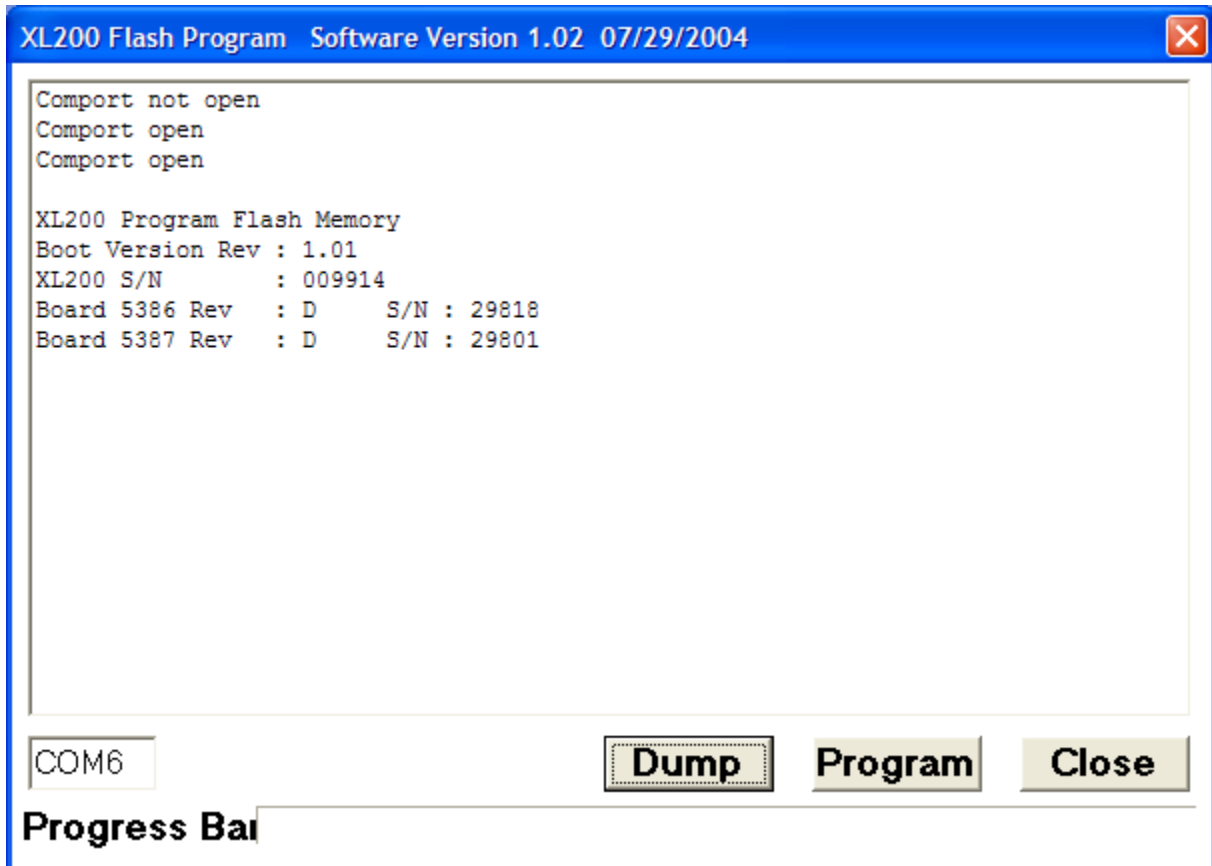 XL200 Flash Program   Software Version 1.02  07/29/2004
Comport not open
Comport open
Comport open
XL200 Program Flash Memory
Boot Version Rev : 1.01
XL200 S/N        : 009914
Board 5386 Rev   : D     S/N : 29818
Board 5387 Rev   : D     S/N : 29801
COM6
Dump Program Close
Progress Bar